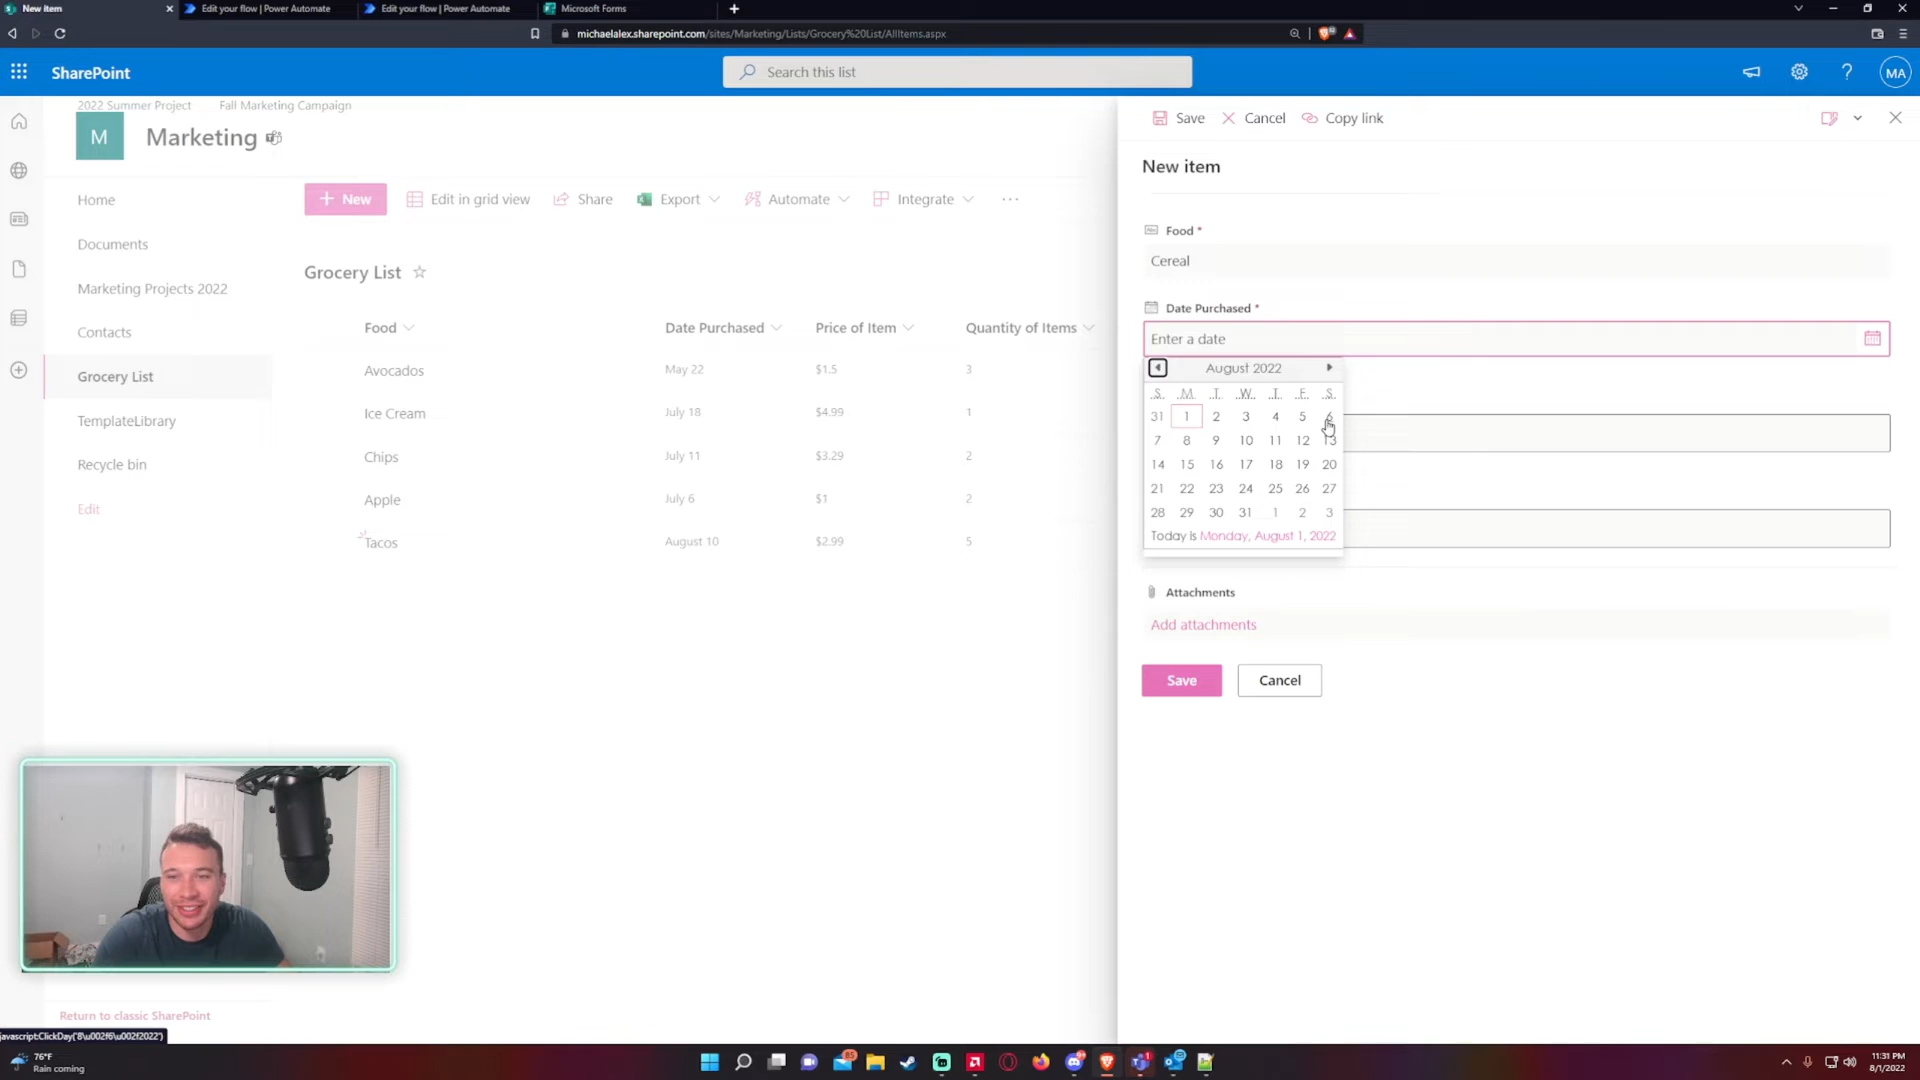 New item
Edit your flow | Power Automate
Edit your flow | Power Automate
Microsoft Forms
michaelalex.sharepoint.com/sites/Marketing/Lists/Grocery%20List/AllItems.aspx
SharePoint
Search this list
MA
2022 Summer Project
Fall Marketing Campaign
M
Marketing
Home
Documents
Marketing Projects 2022
Contacts
Grocery List
TemplateLibrary
Recycle bin
Edit
New
Edit in grid view
Share
Export
Automate
Integrate
Grocery List
Food Date Purchased Price of Item Quantity of Items
Avocados May 22 $1.5 3
Ice Cream July 18 $4.99 1
Chips July 11 $3.29 2
Apple July 6 $1 2
Tacos August 10 $2.99 5
Save Cancel Copy link
New item
Food *
Cereal
Date Purchased *
Enter a date
August 2022
S M T W T F S
31 1 2 3 4 5 6
7 8 9 10 11 12 13
14 15 16 17 18 19 20
21 22 23 24 25 26 27
28 29 30 31 1 2 3
Today is Monday, August 1, 2022
Attachments
Add attachments
Save Cancel
Return to classic SharePoint
javascript:ClickDay('8\u002f6\u002f2022')
76°F
Rain coming
11:31 PM
8/1/2022